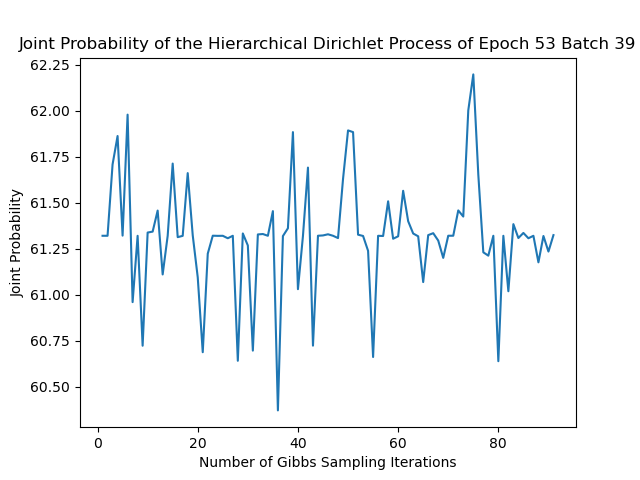 Joint Probability of the Hierarchical Dirichlet Process of Epoch 53 Batch 39
62.25
62.00
61.75
61.50
61.25
61.00
60.75
60.50
Joint Probability
0 20 40 60 80
Number of Gibbs Sampling Iterations